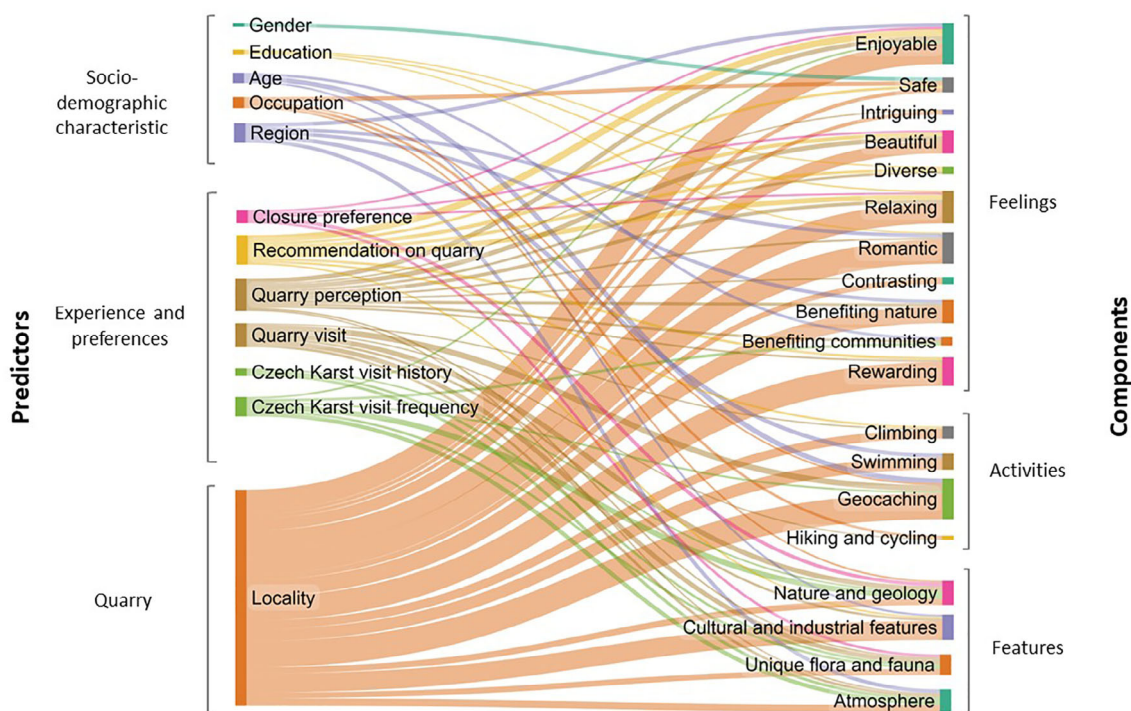 Predictors
Socio-
demographic
characteristic
Gender
Education
Age
Occupation
Region
Experience and
preferences
Closure preference
Recommendation on quarry
Quarry perception
Quarry visit
Czech Karst visit history
Czech Karst visit frequency
Quarry
Locality
Enjoyable
Safe
Intriguing
Beautiful
Diverse
Relaxing
Romantic
Contrasting
Benefiting nature
Benefiting communities
Rewarding
Feelings
Climbing
Swimming
Geocaching
Hiking and cycling
Activities
Nature and geology
Cultural and industrial features
Unique flora and fauna
Atmosphere
Features
Components